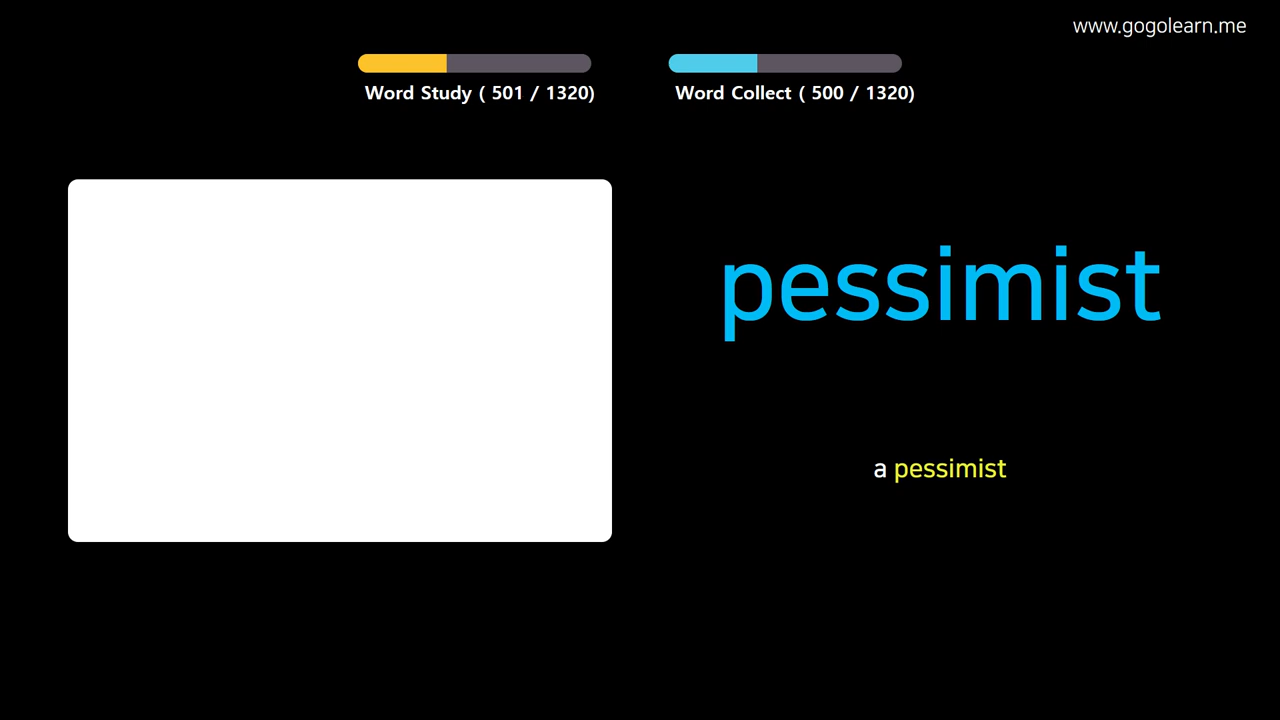 www.gogolearn.me
Word Study ( 501 / 1320)
Word Collect ( 500 / 1320)
pessimist
a pessimist